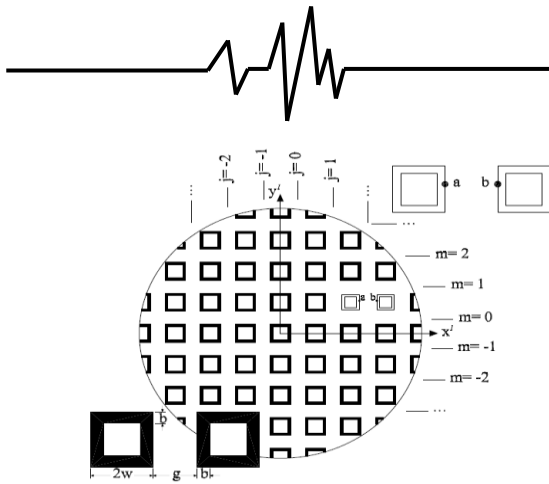 j=-2
j=-1
j=0
j=1
...
...
y^I
a
b
...
m= 2
m= 1
a
b
m= 0
x^I
m= -1
m= -2
...
b
2w
g
b